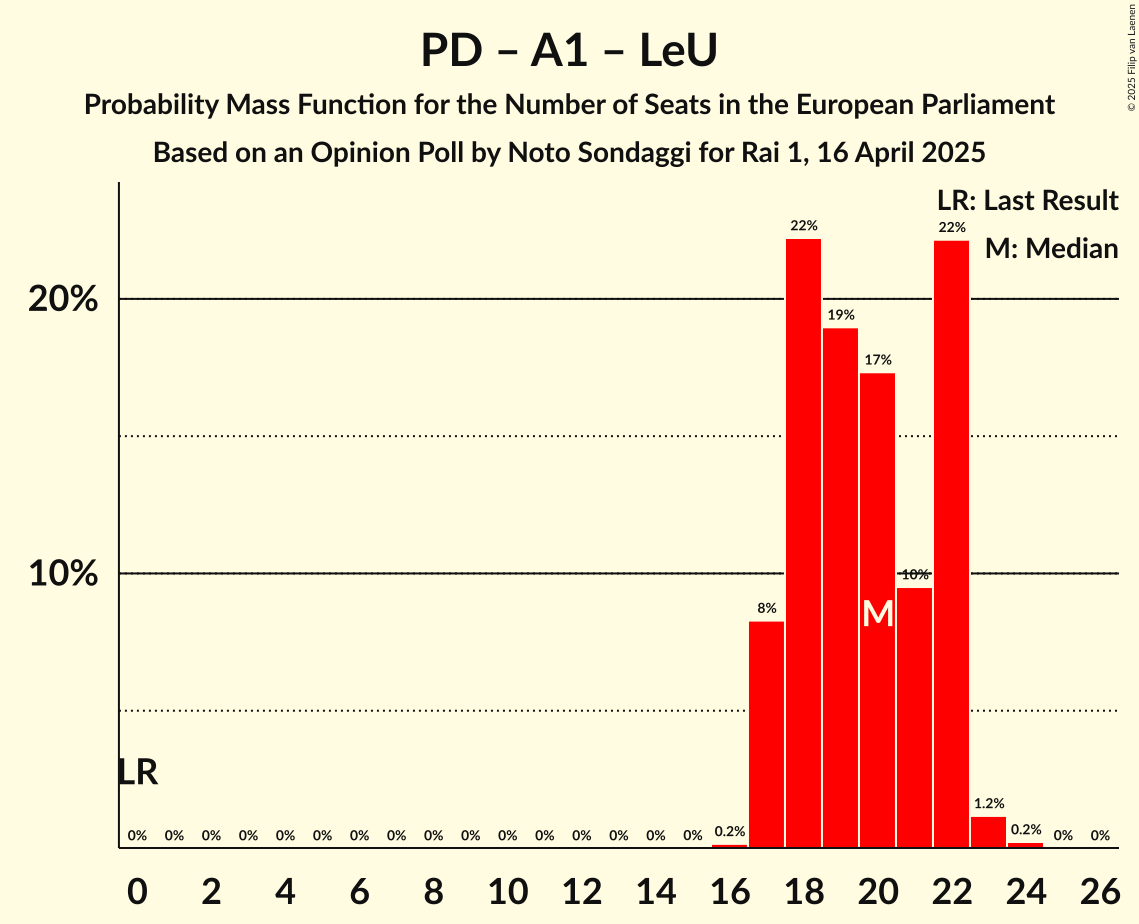 PD – A1 – LeU
Probability Mass Function for the Number of Seats in the European Parliament
Based on an Opinion Poll by Noto Sondaggi for Rai 1, 16 April 2025
© 2025 Filip van Laenen
LR: Last Result
M: Median
20%
10%
22%
22%
19%
17%
10%
8%
M
LR
0% 0% 0% 0% 0% 0% 0% 0% 0% 0% 0% 0% 0% 0% 0% 0% 0.2% 1.2% 0.2% 0% 0%
0 2 4 6 8 10 12 14 16 18 20 22 24 26